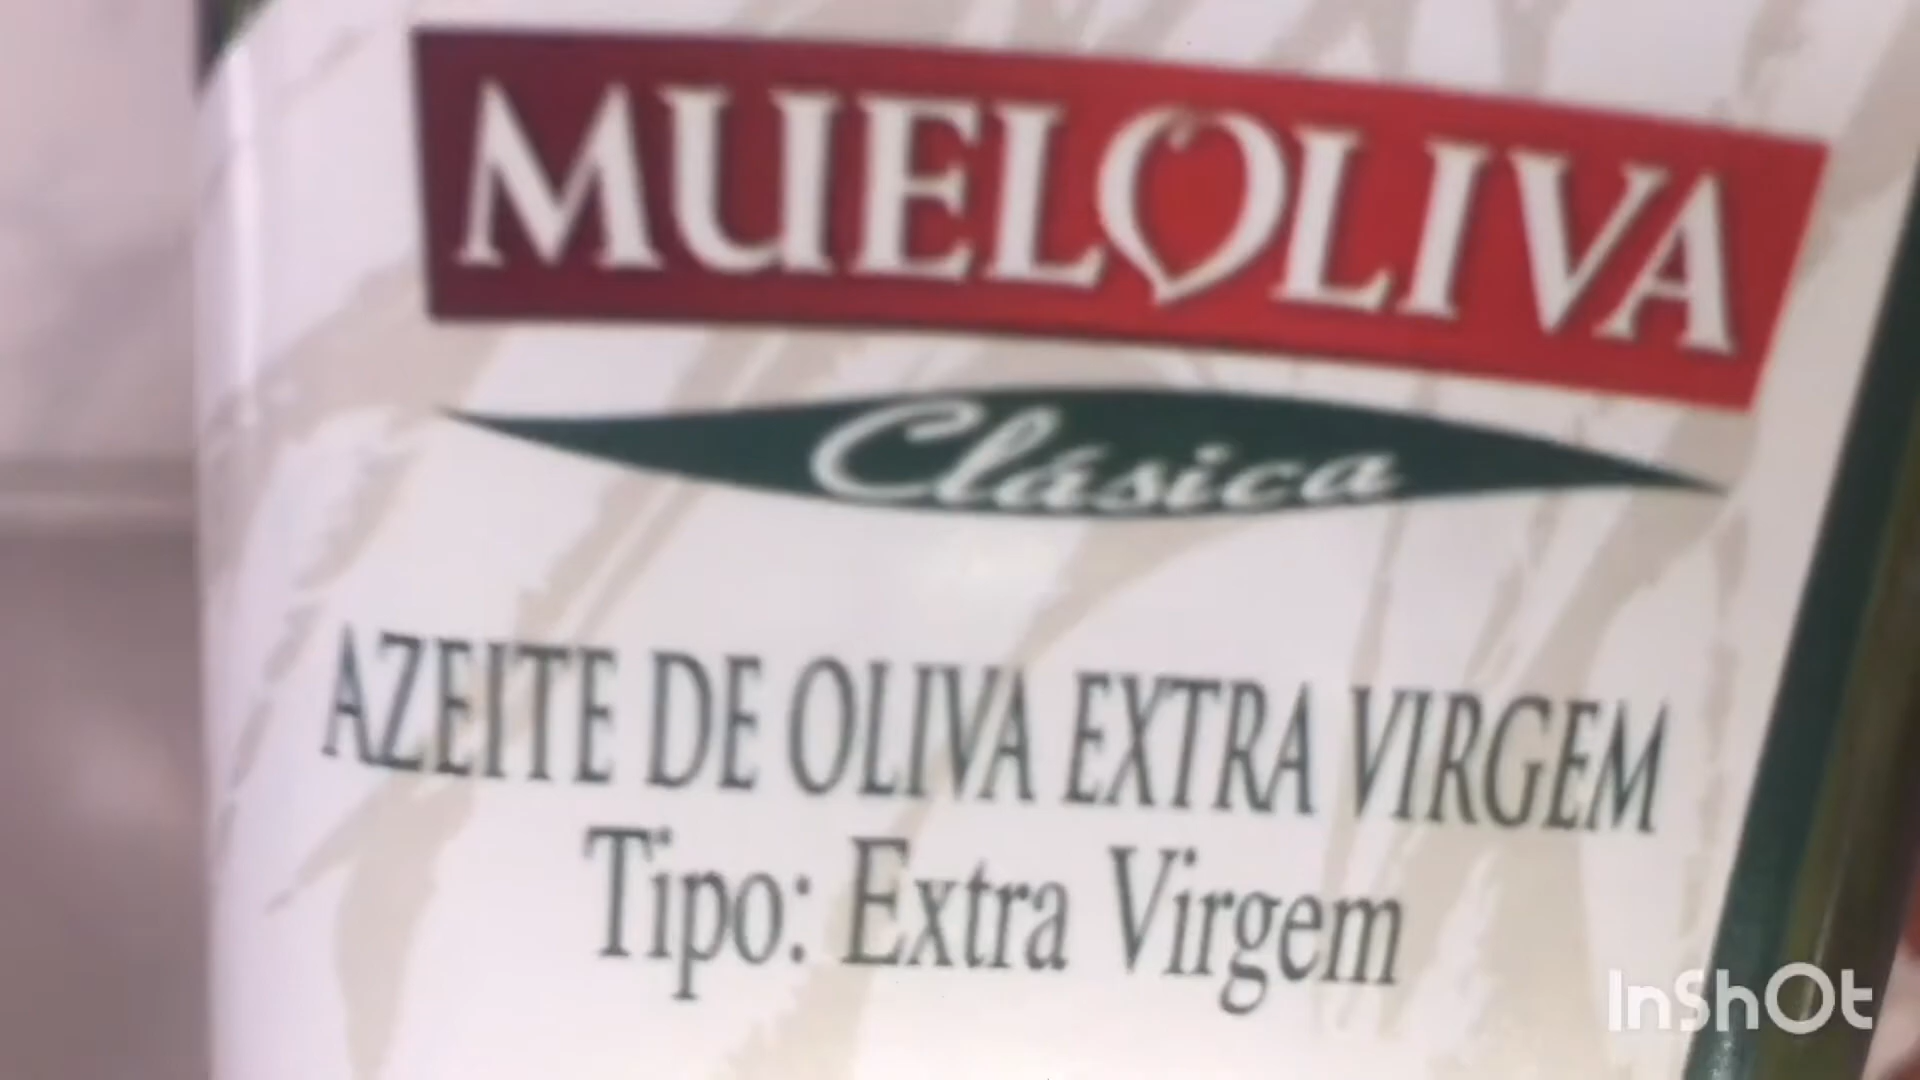 MUELOLIVA
Clásica
AZEITE DE OLIVA EXTRA VIRGEM
Tipo: Extra Virgem
InShOt